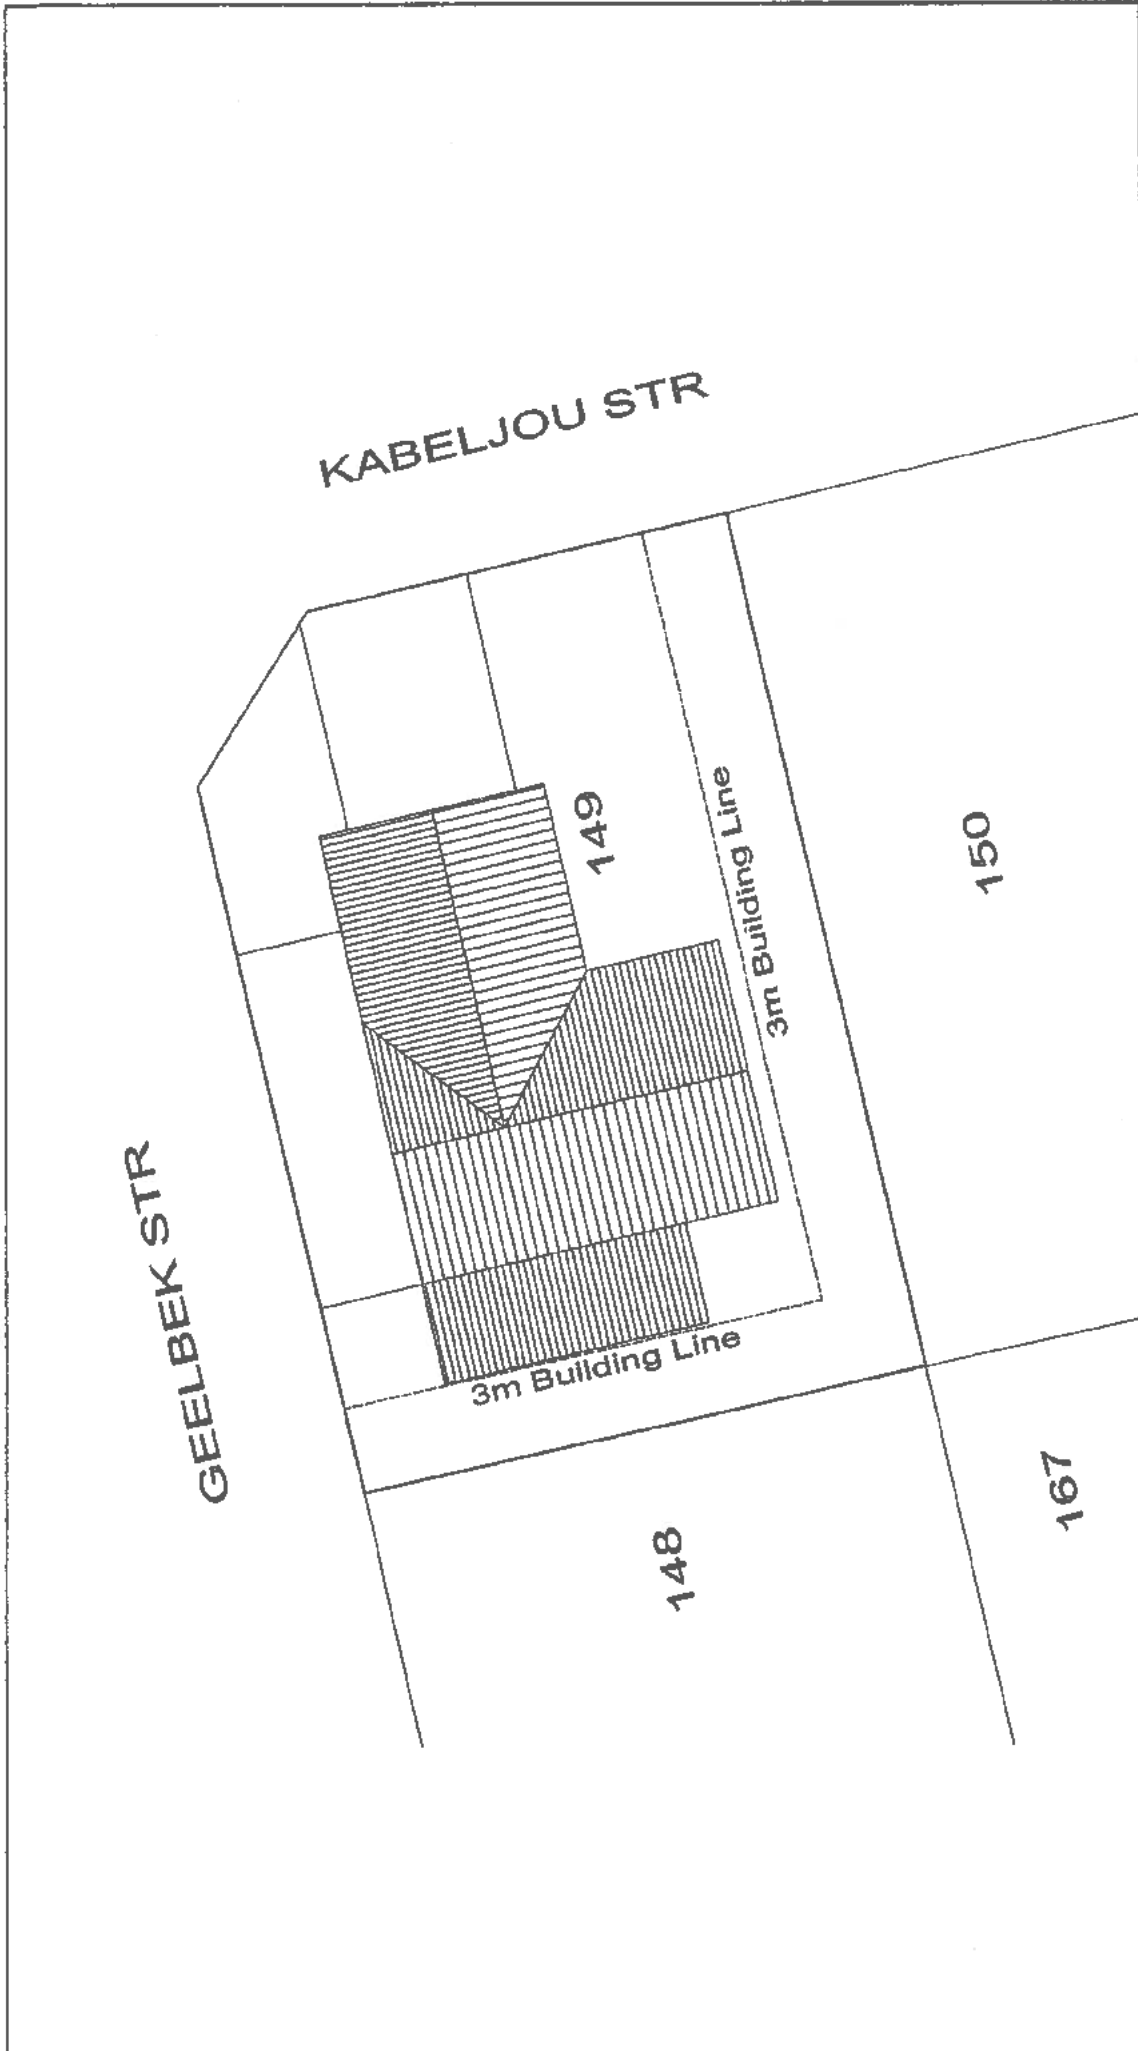 KABELJOU STR
GEELBEK STR
149
3m Building Line
150
3m Building Line
148
167